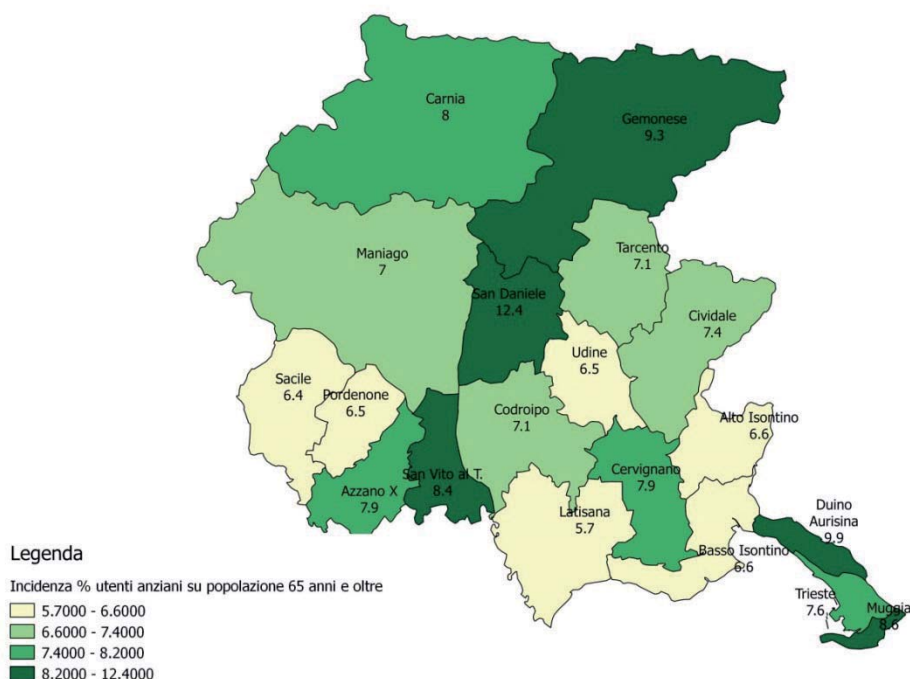 Carnia
8
Gemonese
9.3
Maniago
7
Tarcento
7.1
San Daniele
12.4
Cividale
7.4
Udine
6.5
Sacile
6.4
Pordenone
6.5
Codroipo
7.1
Alto Isontino
6.6
San Vito al T.
8.4
Cervignano
7.9
Azzano X
7.9
Latisana
5.7
Duino
Aurisina
9.9
Basso Isontino
6.6
Trieste
7.6
Muggia
8.6
Legenda
Incidenza % utenti anziani su popolazione 65 anni e oltre
5.7000 - 6.6000
6.6000 - 7.4000
7.4000 - 8.2000
8.2000 - 12.4000